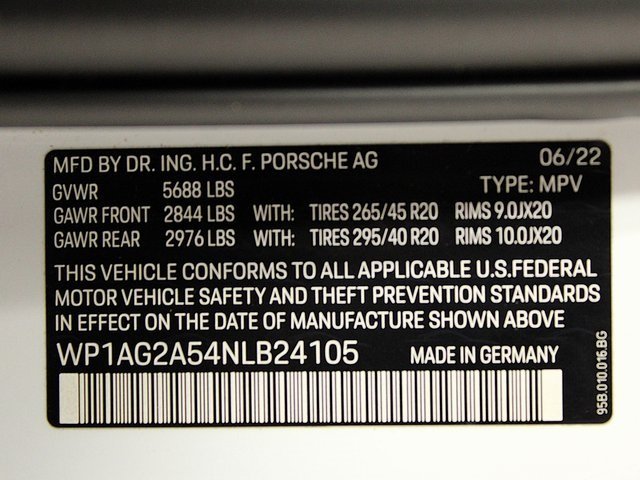 MFD BY DR. ING. H.C. F. PORSCHE AG 06/22
GVWR 5688 LBS TYPE: MPV
GAWR FRONT 2844 LBS WITH: TIRES 265/45 R20 RIMS 9.0JX20
GAWR REAR 2976 LBS WITH: TIRES 295/40 R20 RIMS 10.0JX20
THIS VEHICLE CONFORMS TO ALL APPLICABLE U.S.FEDERAL
MOTOR VEHICLE SAFETY AND THEFT PREVENTION STANDARDS
IN EFFECT ON THE DATE OF MANUFACTURE SHOWN ABOVE
WP1AG2A54NLB24105 MADE IN GERMANY
95B.010.016.BG